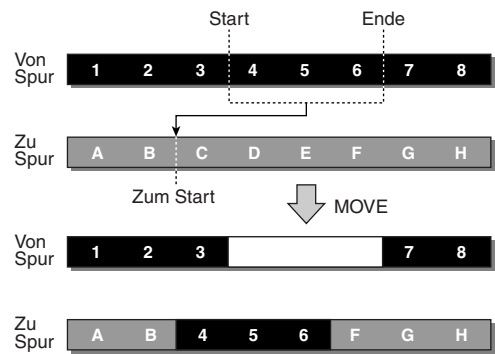 Start Ende
Von
Spur
1 2 3 4 5 6 7 8
Zu
Spur
A B C D E F G H
Zum Start
MOVE
Von
Spur
1 2 3 7 8
Zu
Spur
A B 4 5 6 F G H